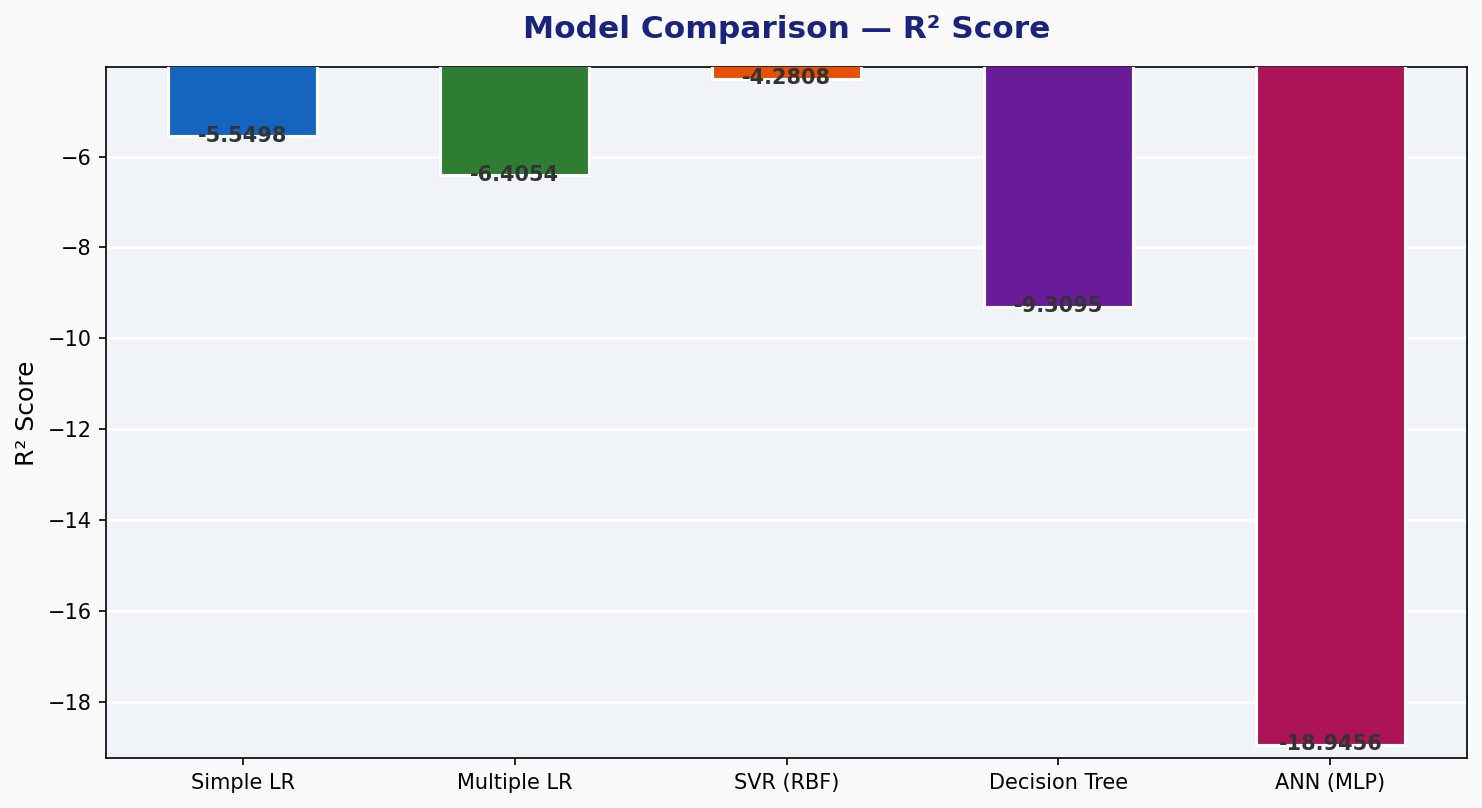 Model Comparison — R² Score
-5.5498
-6.4054
-4.2808
-9.3095
-18.9456
−6
−8
−10
−12
−14
−16
−18
R² Score
Simple LR
Multiple LR
SVR (RBF)
Decision Tree
ANN (MLP)